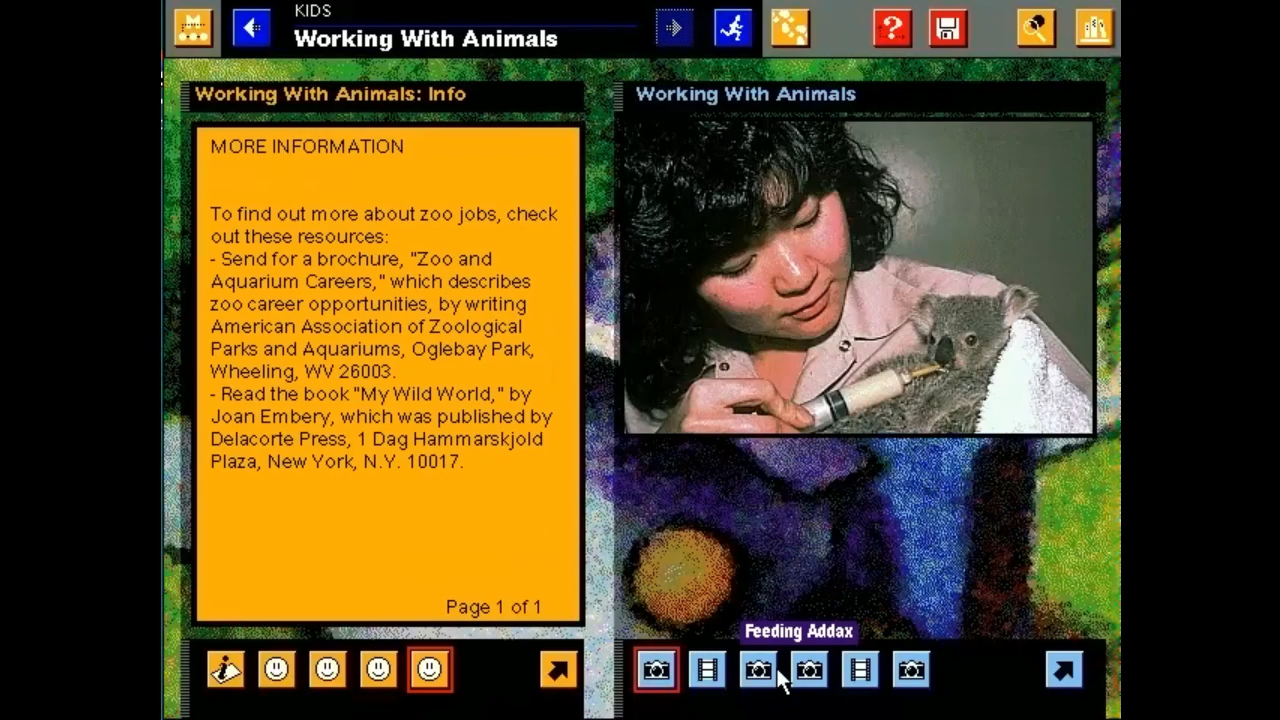 KIDS
Working With Animals
Working With Animals: Info
Working With Animals
MORE INFORMATION
To find out more about zoo jobs, check
out these resources:
- Send for a brochure, "Zoo and
Aquarium Careers," which describes
zoo career opportunities, by writing
American Association of Zoological
Parks and Aquariums, Oglebay Park,
Wheeling, WV 26003.
- Read the book "My Wild World," by
Joan Embery, which was published by
Delacorte Press, 1 Dag Hammarskjold
Plaza, New York, N.Y. 10017.
Page 1 of 1
Feeding Addax